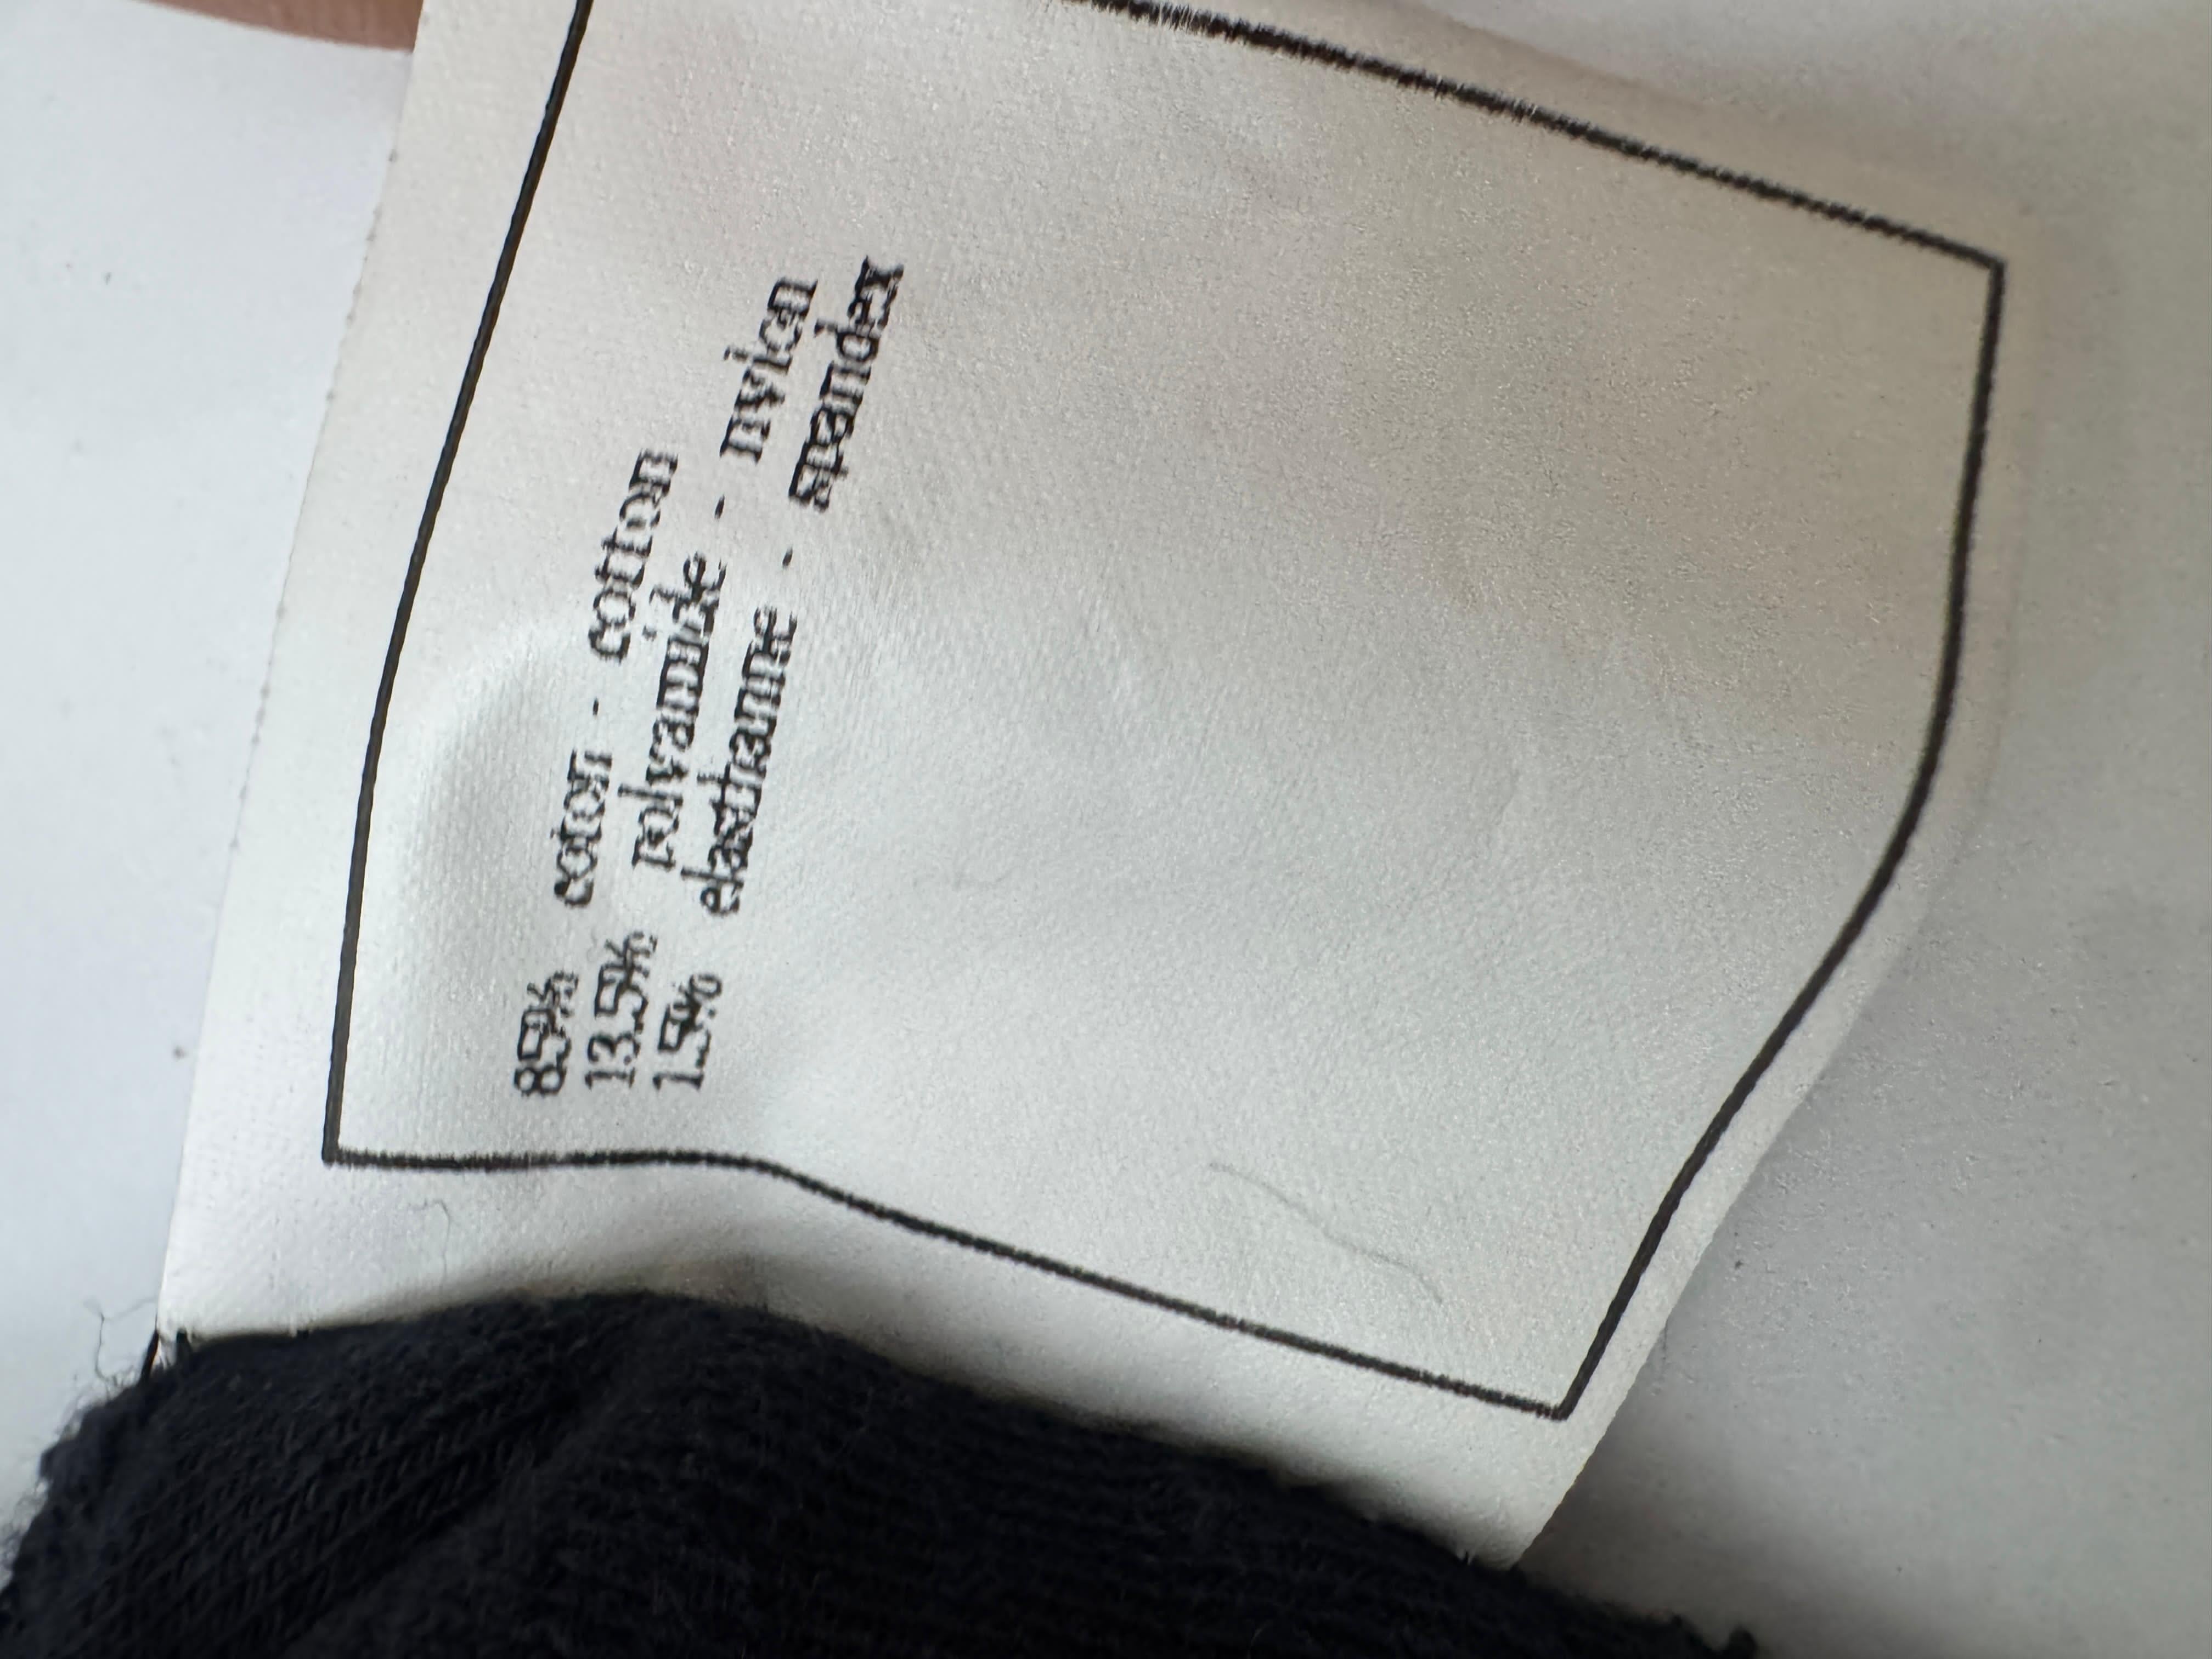 85% coton - cotton
13.5% polyamide - nylon
1.5% elasthanne - spandex